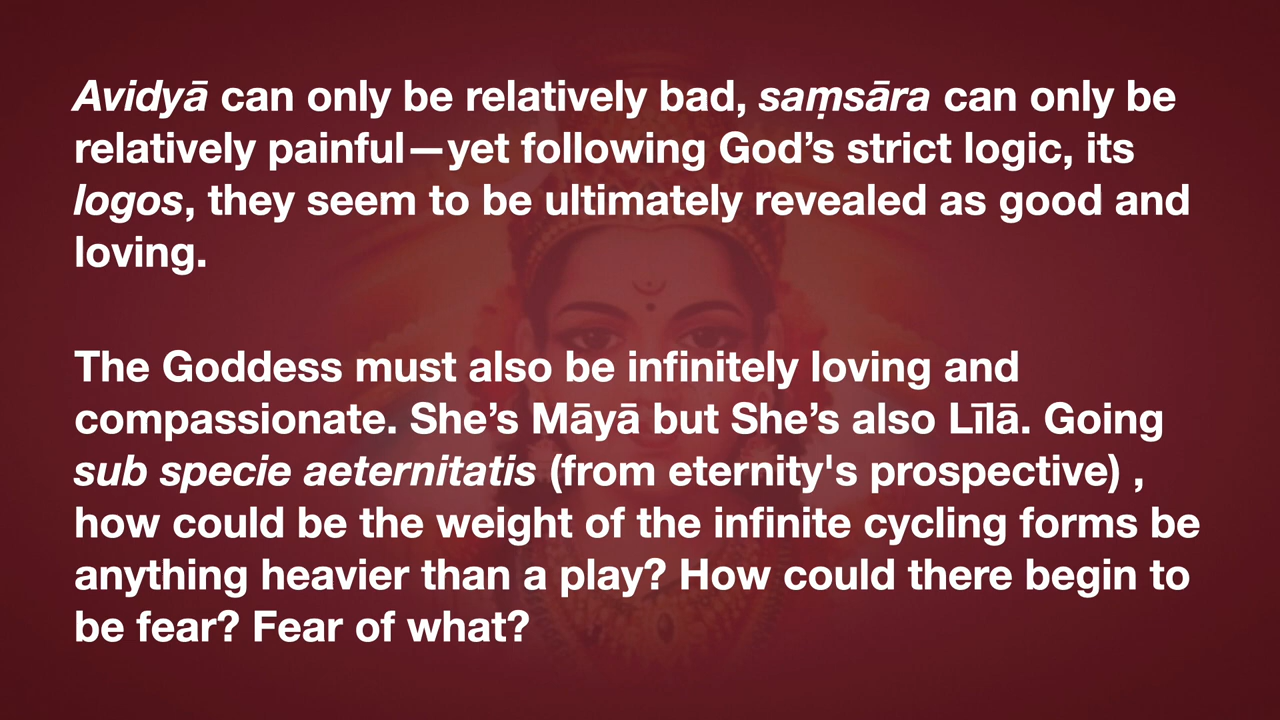 Avidyā can only be relatively bad, saṃsāra can only be
relatively painful—yet following God’s strict logic, its
logos, they seem to be ultimately revealed as good and
loving.
The Goddess must also be infinitely loving and
compassionate. She’s Māyā but She’s also Līlā. Going
sub specie aeternitatis (from eternity's prospective) ,
how could be the weight of the infinite cycling forms be
anything heavier than a play? How could there begin to
be fear? Fear of what?